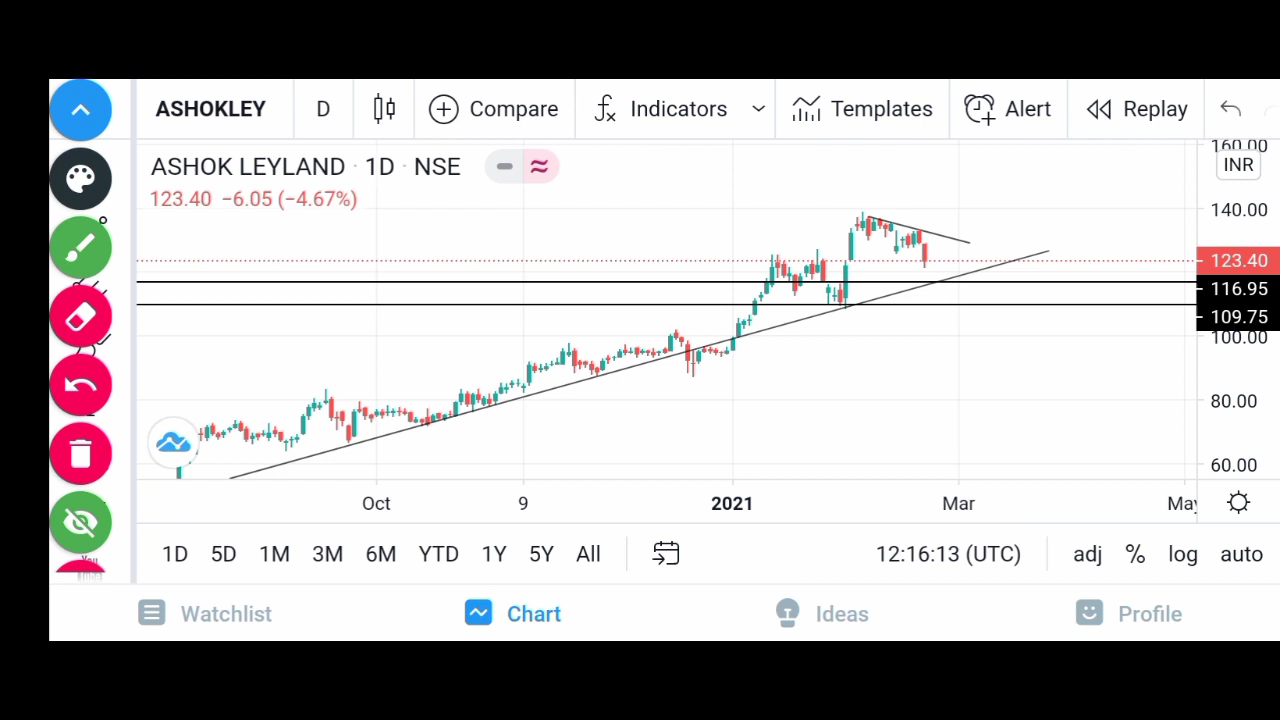 ASHOKLEY D Compare Indicators Templates Alert Replay
ASHOK LEYLAND · 1D · NSE
123.40 −6.05 (−4.67%)
160.00
INR
140.00
123.40
116.95
109.75
100.00
80.00
60.00
Oct 9 2021 Mar May
1D 5D 1M 3M 6M YTD 1Y 5Y All 12:16:13 (UTC) adj % log auto
Watchlist Chart Ideas Profile